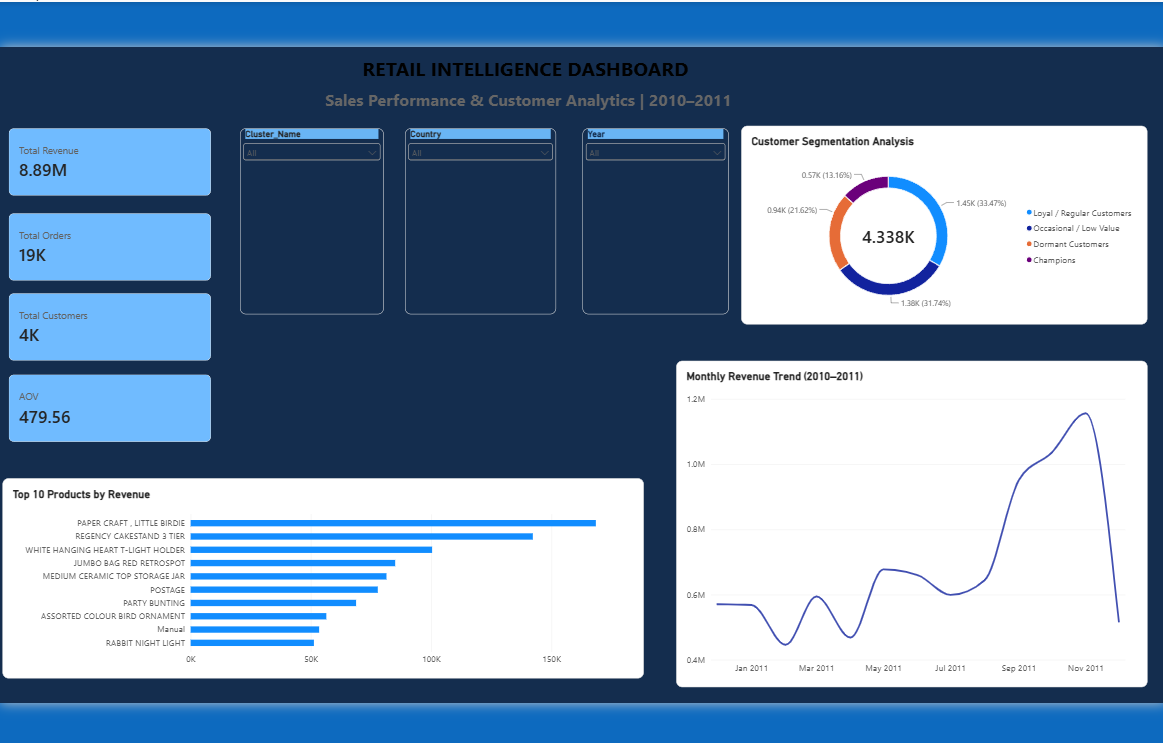 RETAIL INTELLIGENCE DASHBOARD
Sales Performance & Customer Analytics | 2010–2011
Total Revenue
8.89M
Total Orders
19K
Total Customers
4K
AOV
479.56
Cluster_Name
All
Country
All
Year
All
Customer Segmentation Analysis
0.57K (13.16%)
0.94K (21.62%)
1.45K (33.47%)
4.338K
1.38K (31.74%)
Loyal / Regular Customers
Occasional / Low Value
Dormant Customers
Champions
Top 10 Products by Revenue
PAPER CRAFT , LITTLE BIRDIE
REGENCY CAKESTAND 3 TIER
WHITE HANGING HEART T-LIGHT HOLDER
JUMBO BAG RED RETROSPOT
MEDIUM CERAMIC TOP STORAGE JAR
POSTAGE
PARTY BUNTING
ASSORTED COLOUR BIRD ORNAMENT
Manual
RABBIT NIGHT LIGHT
0K 50K 100K 150K
Monthly Revenue Trend (2010–2011)
1.2M
1.0M
0.8M
0.6M
0.4M
Jan 2011 Mar 2011 May 2011 Jul 2011 Sep 2011 Nov 2011